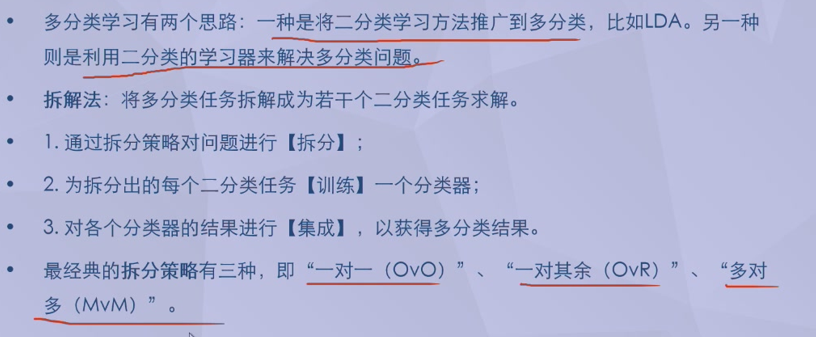 • 多分类学习有两个思路：一种是将二分类学习方法推广到多分类，比如LDA。另一种
则是利用二分类的学习器来解决多分类问题。
• 拆解法：将多分类任务拆解成为若干个二分类任务求解。
• 1. 通过拆分策略对问题进行【拆分】；
• 2. 为拆分出的每个二分类任务【训练】一个分类器；
• 3. 对各个分类器的结果进行【集成】，以获得多分类结果。
• 最经典的拆分策略有三种，即“一对一（OvO）”、“一对其余（OvR）”、“多对
多（MvM）”。